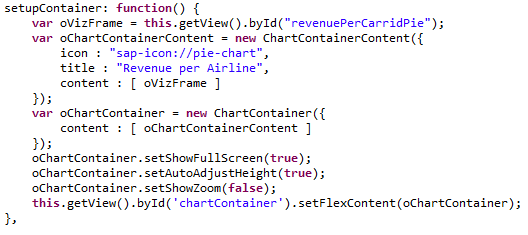 setupContainer: function() {
    var oVizFrame = this.getView().byId("revenuePerCarridPie");
    var oChartContainerContent = new ChartContainerContent({
        icon : "sap-icon://pie-chart",
        title : "Revenue per Airline",
        content : [ oVizFrame ]
    });
    var oChartContainer = new ChartContainer({
        content : [ oChartContainerContent ]
    });
    oChartContainer.setShowFullScreen(true);
    oChartContainer.setAutoAdjustHeight(true);
    oChartContainer.setShowZoom(false);
    this.getView().byId('chartContainer').setFlexContent(oChartContainer);
},